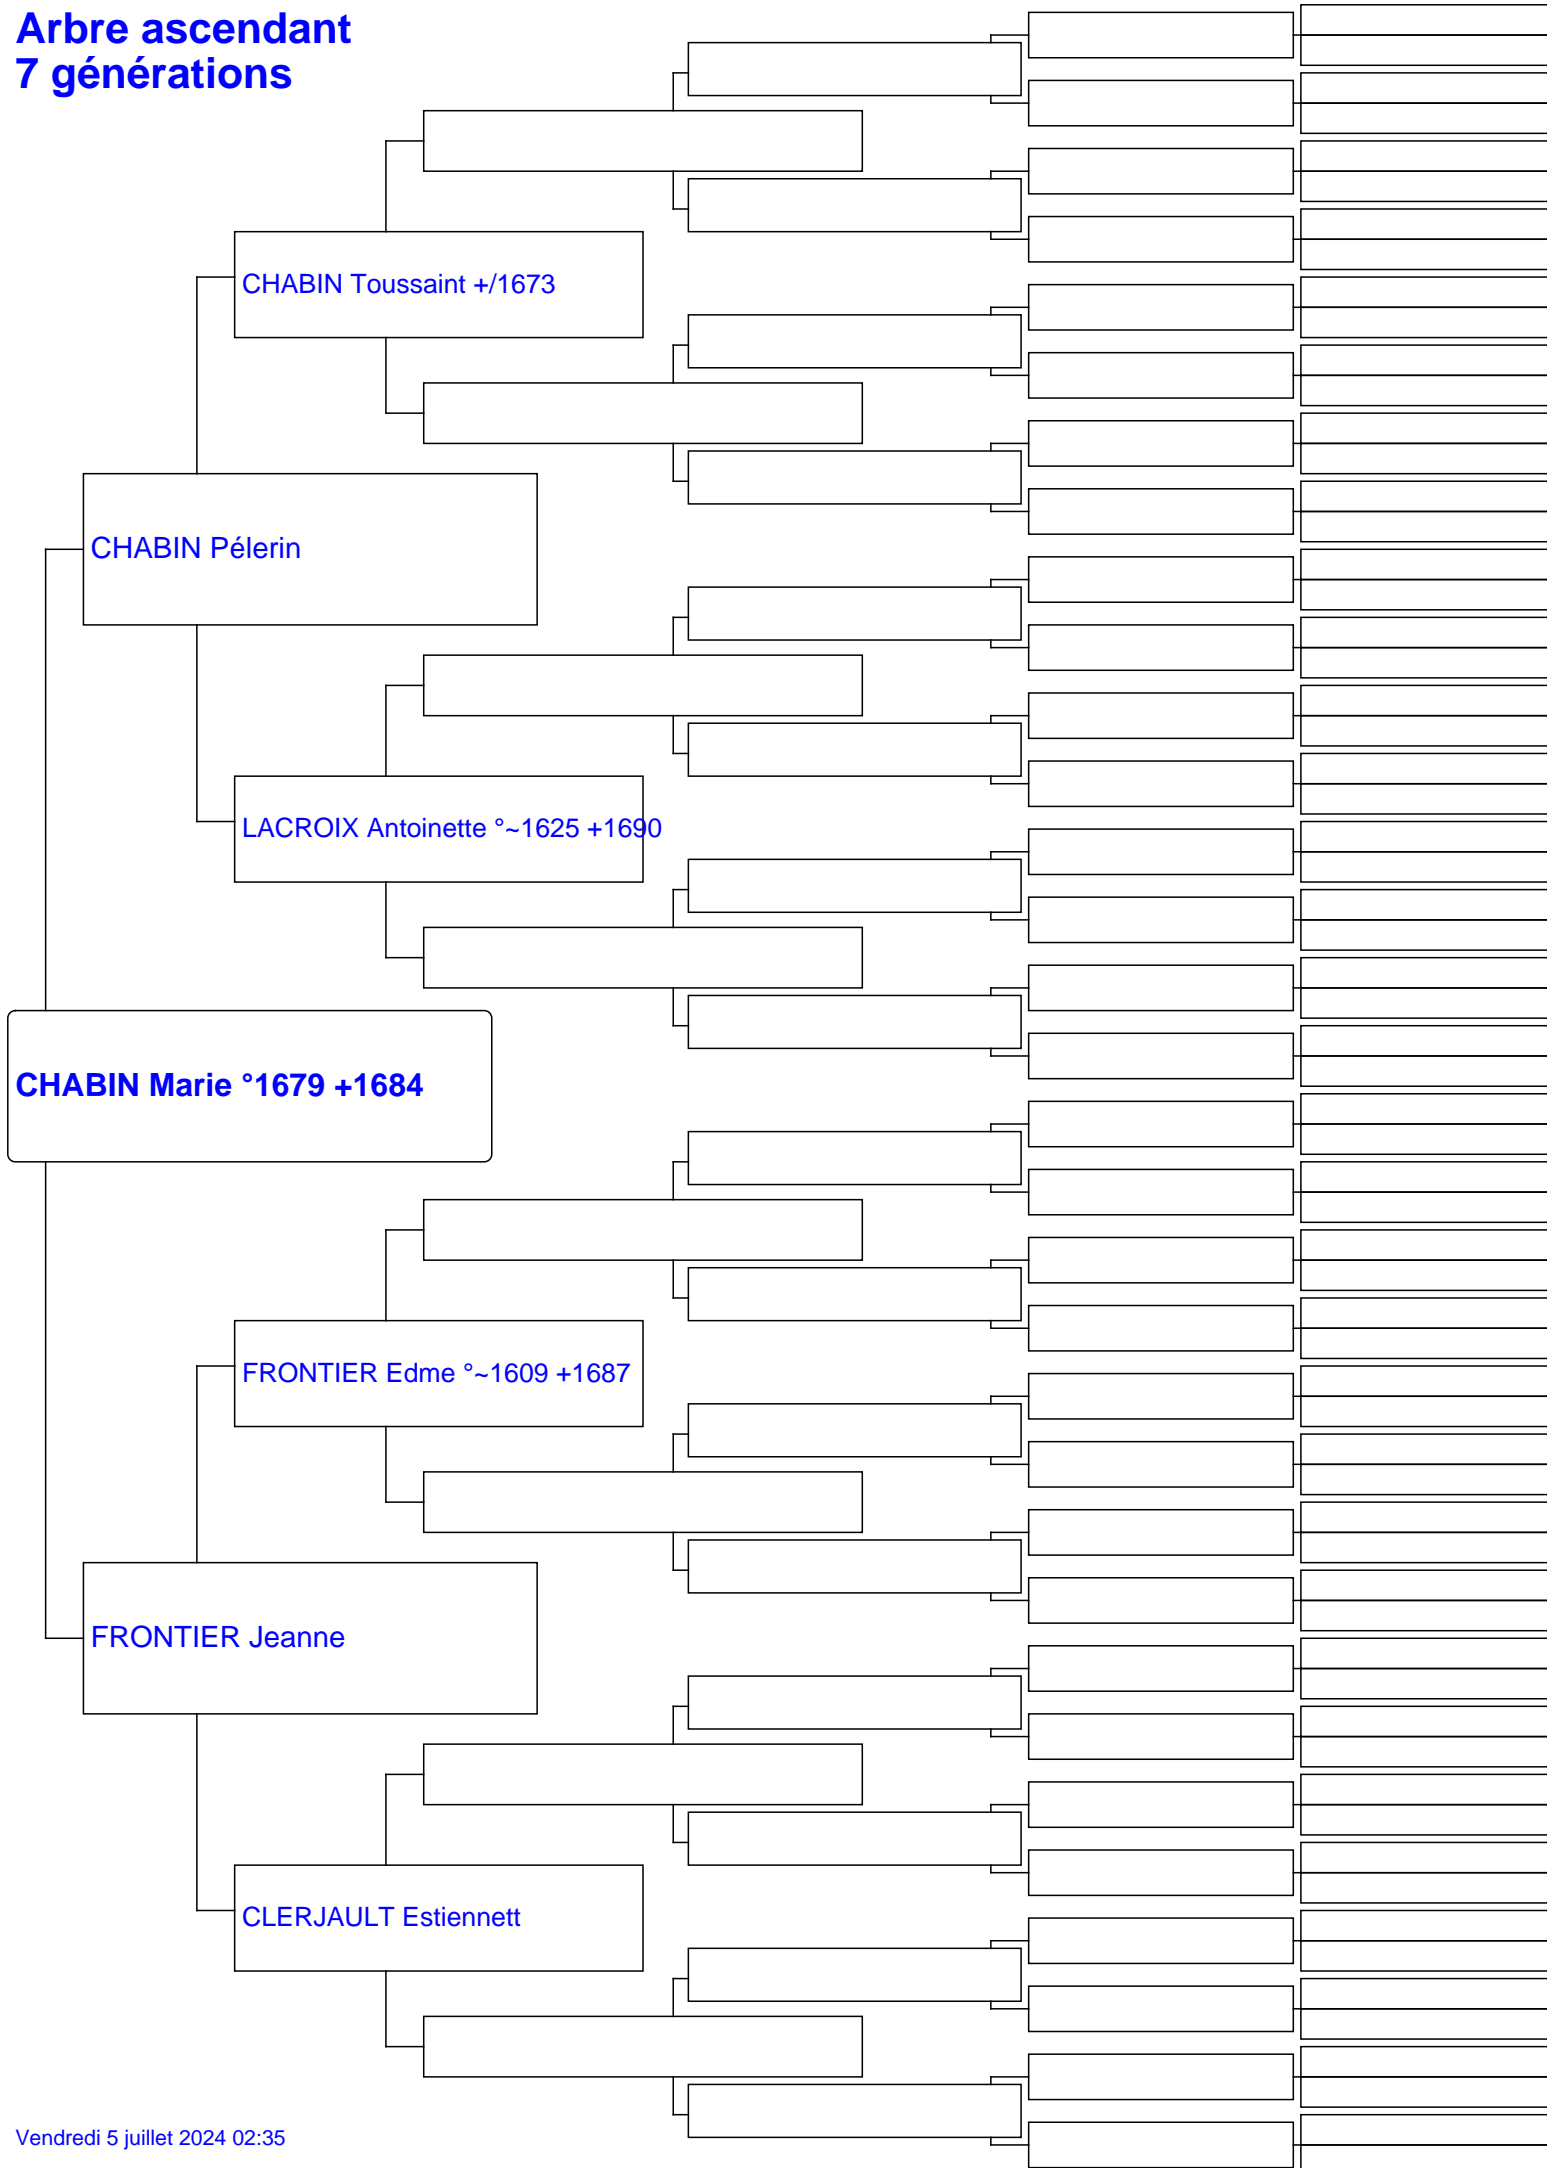 Arbre ascendant
7 générations
CHABIN Toussaint +/1673
CHABIN Pélerin
LACROIX Antoinette °~1625 +1690
CHABIN Marie °1679 +1684
FRONTIER Edme °~1609 +1687
FRONTIER Jeanne
CLERJAULT Estiennett
Vendredi 5 juillet 2024 02:35